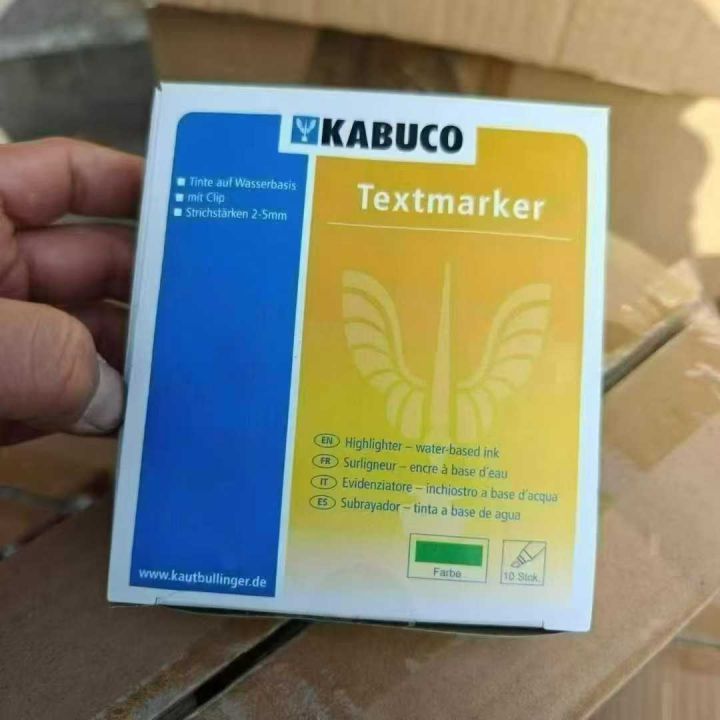 KABUCO
Tinte auf Wasserbasis
mit Clip
Strichstärken 2-5mm
Textmarker
EN Highlighter – water-based ink
FR Surligneur – encre à base d'eau
IT Evidenziatore – inchiostro a base d'acqua
ES Subrayador – tinta a base de agua
Farbe
10 Stck.
www.kautbullinger.de